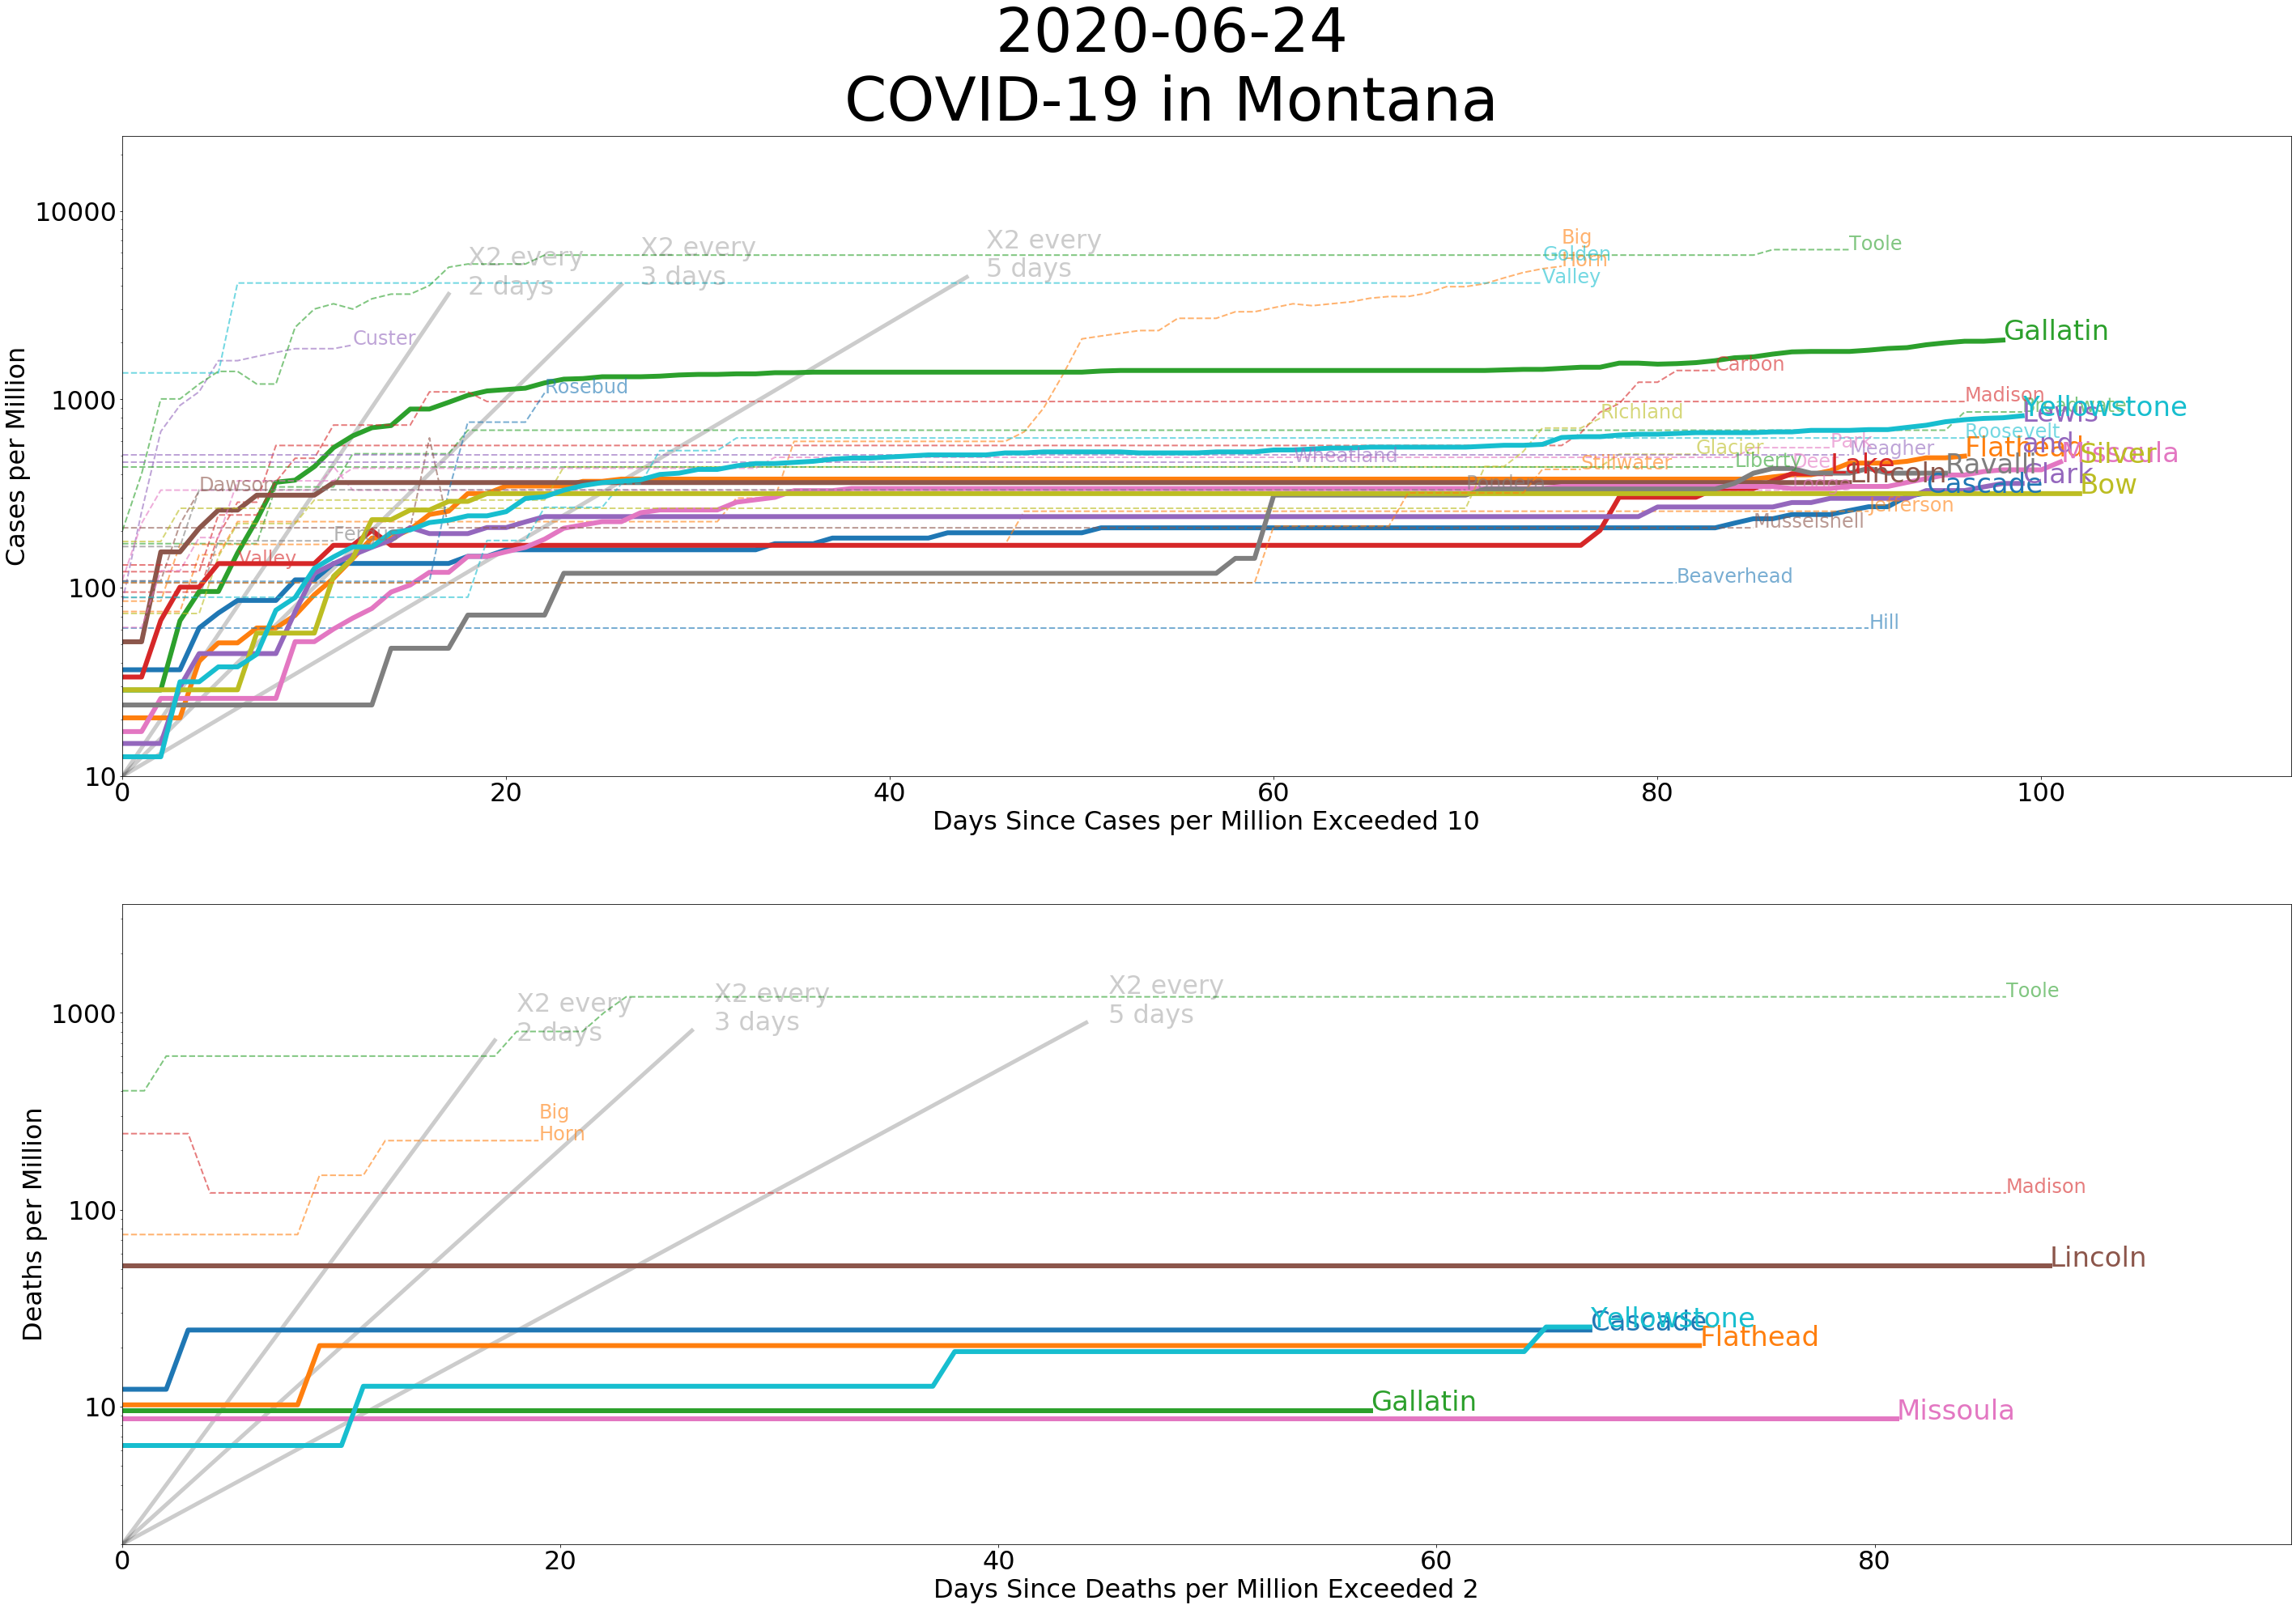 2020-06-24
COVID-19 in Montana
Cases per Million
10000
1000
100
10
X2 every
2 days
X2 every
3 days
X2 every
5 days
Big
Horn
Golden
Valley
Toole
Custer
Gallatin
Carbon
Rosebud
Madison
Richland
Yellowstone
Lewis
and
Clark
Roosevelt
Park
Meagher
Glacier
Wheatland
Stillwater
Liberty
Flathead
Missoula
Silver
Bow
Lake
Lincoln
Ravalli
Cascade
Dawson
Jefferson
Musselshell
Valley
Beaverhead
Hill
0
20
40
60
80
100
Days Since Cases per Million Exceeded 10
Deaths per Million
1000
100
10
X2 every
2 days
X2 every
3 days
X2 every
5 days
Toole
Big
Horn
Madison
Lincoln
Yellowstone
Cascade
Flathead
Gallatin
Missoula
0
20
40
60
80
Days Since Deaths per Million Exceeded 2